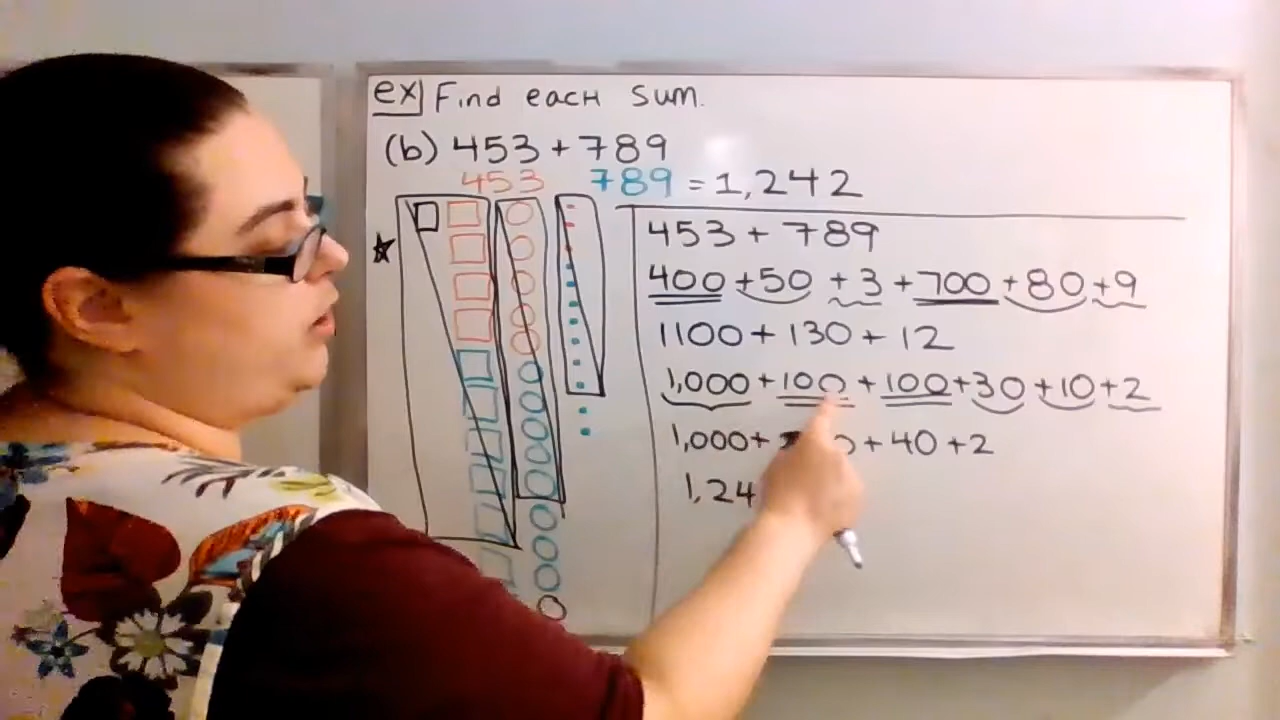 ex Find each sum.
(b) 453 + 789
453 789 = 1,242
453 + 789
400 + 50 + 3 + 700 + 80 + 9
1100 + 130 + 12
1,000 + 100 + 100 + 30 + 10 + 2
1,000 + 0 + 40 + 2
1,24